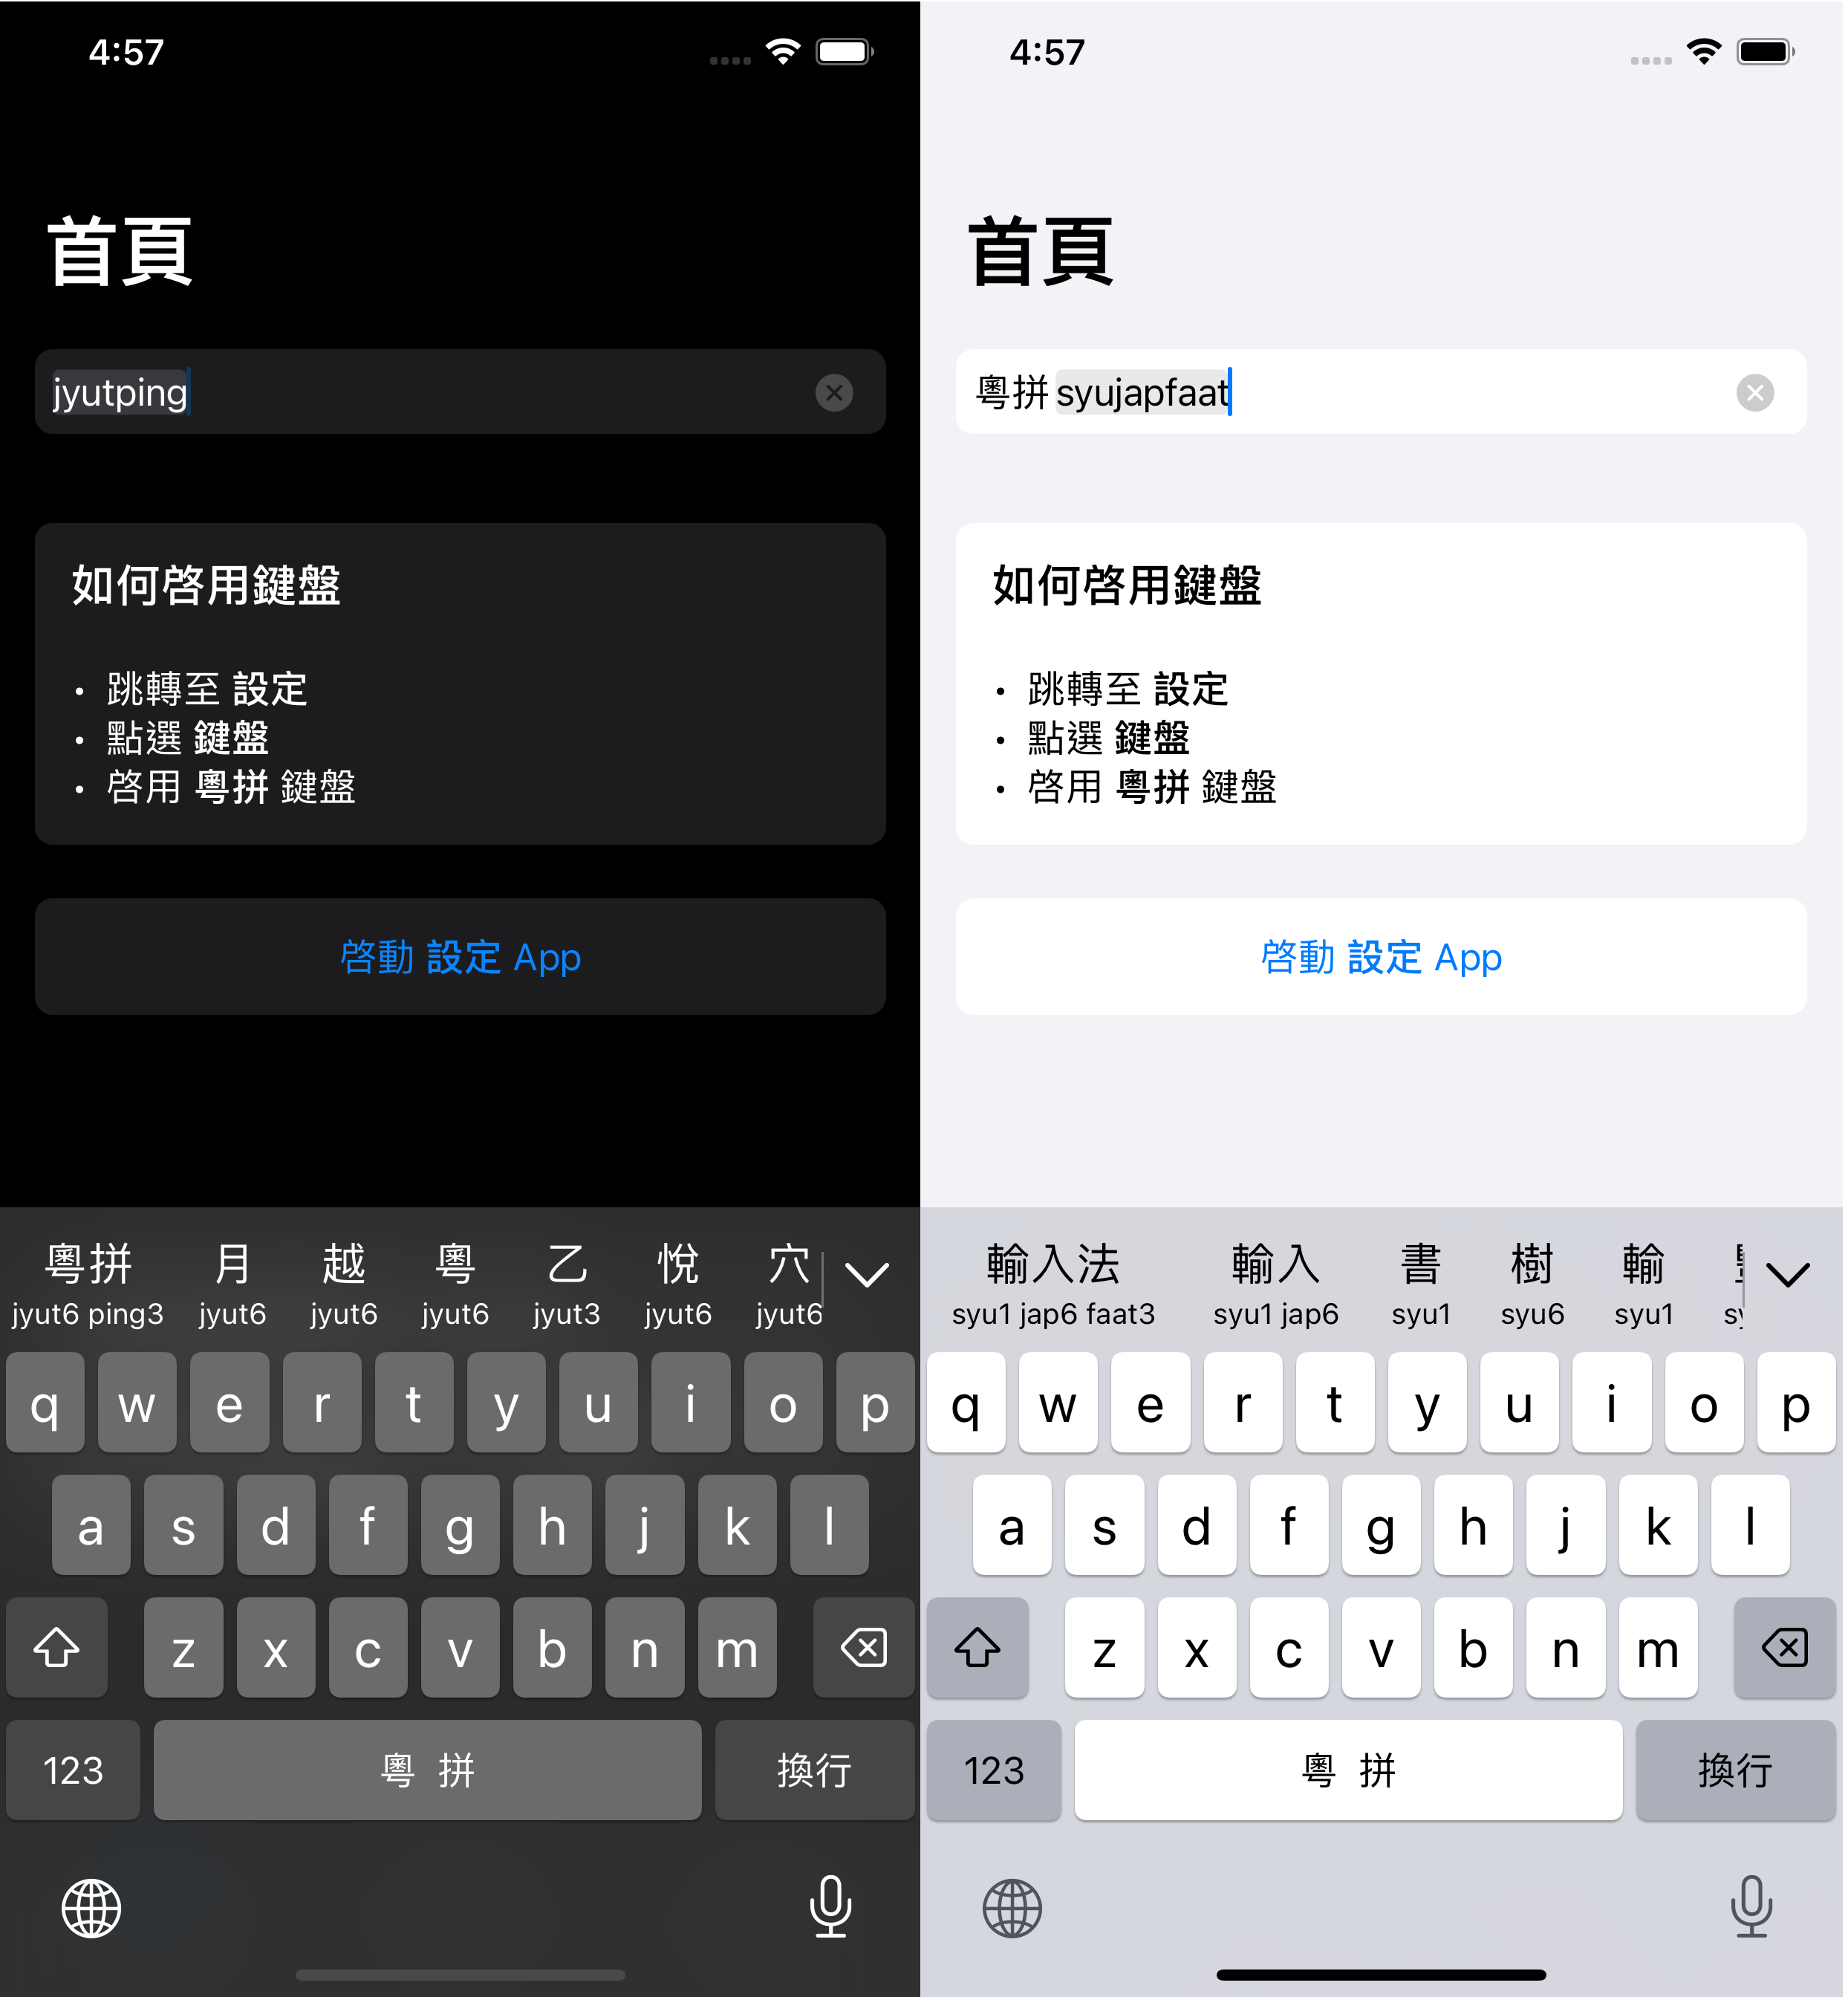 4:57
首頁
jyutping
如何啓用鍵盤
• 跳轉至 設定
• 點選 鍵盤
• 啓用 粵拼 鍵盤
啓動 設定 App
粵拼 月 越 粵 乙 悅 穴
jyut6 ping3 jyut6 jyut6 jyut6 jyut3 jyut6 jyut6
q w e r t y u i o p
a s d f g h j k l
z x c v b n m
123 粵 拼 換行
4:57
首頁
粵拼 syujapfaat
如何啓用鍵盤
• 跳轉至 設定
• 點選 鍵盤
• 啓用 粵拼 鍵盤
啓動 設定 App
輸入法 輸入 書 樹 輸
syu1 jap6 faat3 syu1 jap6 syu1 syu6 syu1
q w e r t y u i o p
a s d f g h j k l
z x c v b n m
123 粵 拼 換行